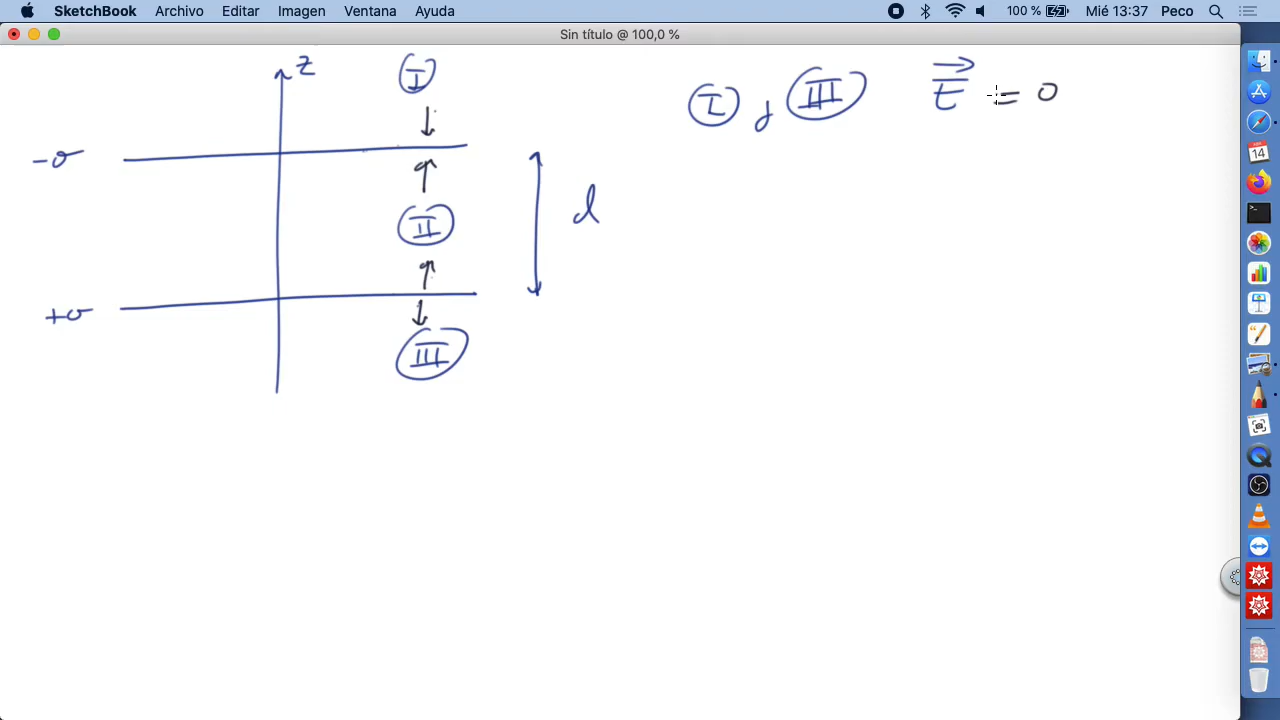 SketchBook Archivo Editar Imagen Ventana Ayuda 100 % Mié 13:37 Peco
Sin título @ 100,0 %
z
I
I y III E = 0
-σ
II
d
+σ
III
14